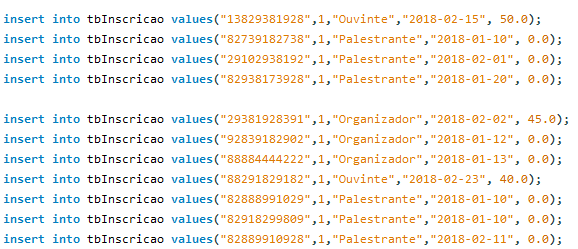 insert into tbInscricao values("13829381928",1,"Ouvinte","2018-02-15", 50.0);
insert into tbInscricao values("82739182738",1,"Palestrante","2018-01-10", 0.0);
insert into tbInscricao values("29102938192",1,"Palestrante","2018-02-01", 0.0);
insert into tbInscricao values("82938173928",1,"Palestrante","2018-01-20", 0.0);
insert into tbInscricao values("29381928391",1,"Organizador","2018-02-02", 45.0);
insert into tbInscricao values("92839182902",1,"Organizador","2018-01-12", 0.0);
insert into tbInscricao values("88884444222",1,"Organizador","2018-01-13", 0.0);
insert into tbInscricao values("88291829182",1,"Ouvinte","2018-02-23", 40.0);
insert into tbInscricao values("82888991029",1,"Palestrante","2018-01-10", 0.0);
insert into tbInscricao values("82918299809",1,"Palestrante","2018-01-10", 0.0);
insert into tbInscricao values("82889910928",1,"Palestrante","2018-02-11", 0.0);